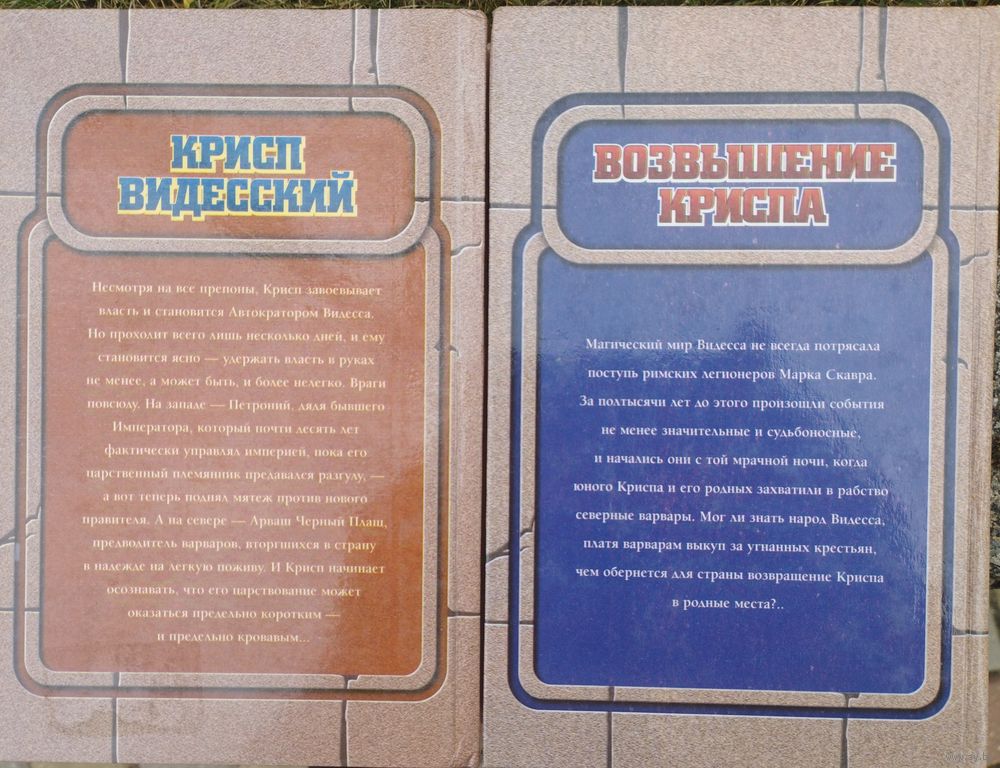 КРИСП
ВИДЕССКИЙ
Несмотря на все препоны, Крисп завоевывает
власть и становится Автократором Видесса.
Но проходит всего лишь несколько дней, и ему
становится ясно — удержать власть в руках
не менее, а может быть, и более нелегко. Враги
повсюду. На западе — Петроний, дядя бывшего
Императора, который почти десять лет
фактически управлял империей, пока его
царственный племянник предавался разгулу, —
а вот теперь поднял мятеж против нового
правителя. А на севере — Арваш Черный Плащ,
предводитель варваров, вторгшихся в страну
в надежде на легкую поживу. И Крисп начинает
осознавать, что его царствование может
оказаться предельно коротким —
и предельно кровавым...
ВОЗВЫШЕНИЕ
КРИСПА
Магический мир Видесса не всегда потрясала
поступь римских легионеров Марка Скавра.
За полтысячи лет до этого произошли события
не менее значительные и судьбоносные,
и начались они с той мрачной ночи, когда
юного Криспа и его родных захватили в рабство
северные варвары. Мог ли знать народ Видесса,
платя варварам выкуп за угнанных крестьян,
чем обернется для страны возвращение Криспа
в родные места?..